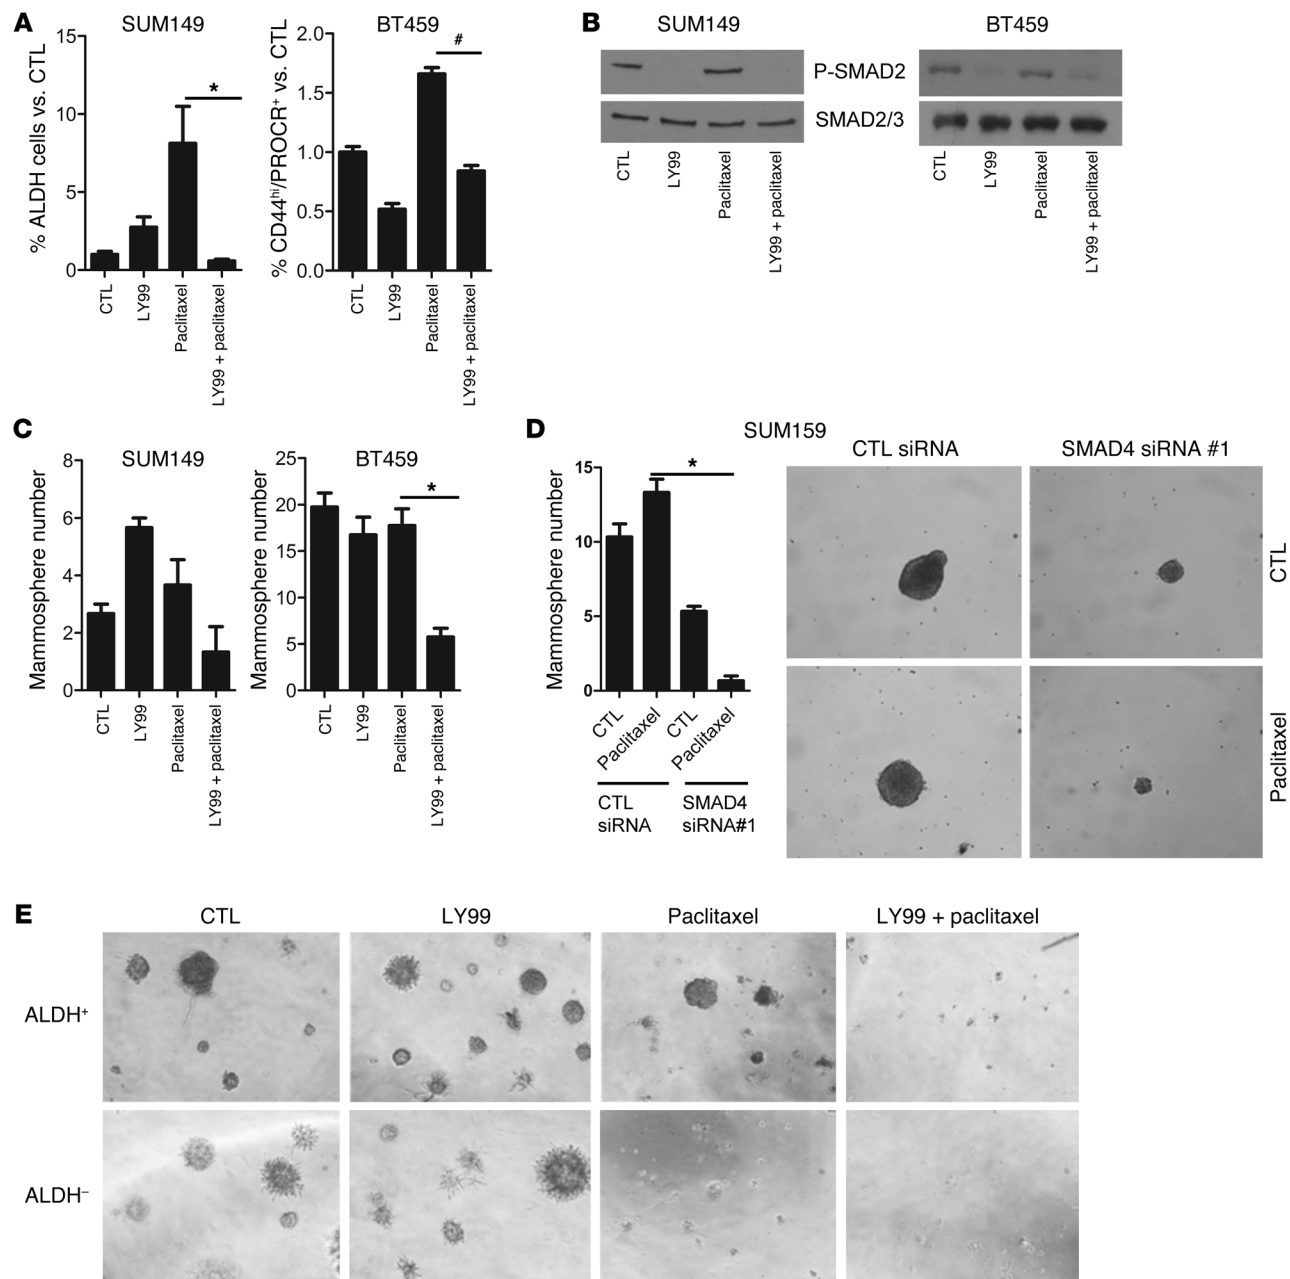 A
SUM149
% ALDH cells vs. CTL
15
10
5
0
*
CTL
LY99
Paclitaxel
LY99 + paclitaxel
BT459
% CD44hi/PROCR+ vs. CTL
2.0
1.5
1.0
0.5
0.0
#
CTL
LY99
Paclitaxel
LY99 + paclitaxel
B
SUM149
BT459
P-SMAD2
SMAD2/3
CTL
LY99
Paclitaxel
LY99 + paclitaxel
CTL
LY99
Paclitaxel
LY99 + paclitaxel
C
SUM149
Mammosphere number
8
6
4
2
0
CTL
LY99
Paclitaxel
LY99 + paclitaxel
BT459
Mammosphere number
25
20
15
10
5
0
*
CTL
LY99
Paclitaxel
LY99 + paclitaxel
D
SUM159
Mammosphere number
15
10
5
0
*
CTL
Paclitaxel
CTL
Paclitaxel
CTL
siRNA
SMAD4
siRNA#1
CTL siRNA
SMAD4 siRNA #1
CTL
Paclitaxel
E
CTL
LY99
Paclitaxel
LY99 + paclitaxel
ALDH+
ALDH−